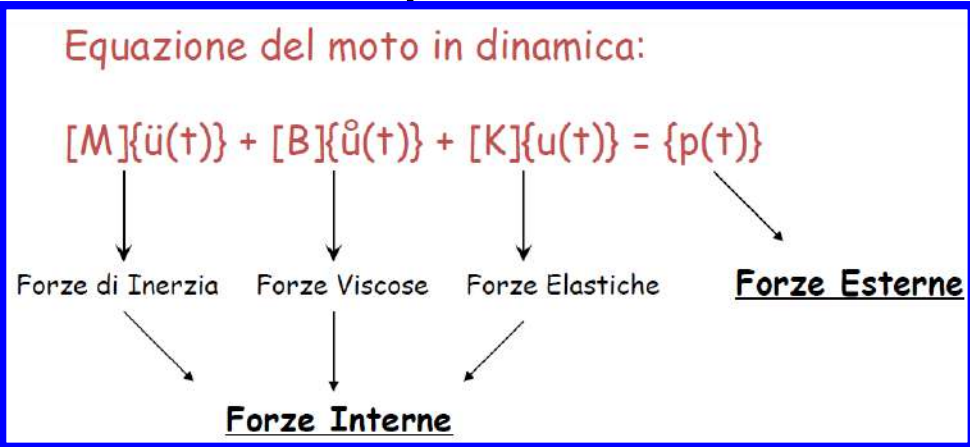 Equazione del moto in dinamica:
[M]{ü(t)} + [B]{ů(t)} + [K]{u(t)} = {p(t)}
Forze di Inerzia Forze Viscose Forze Elastiche Forze Esterne
Forze Interne